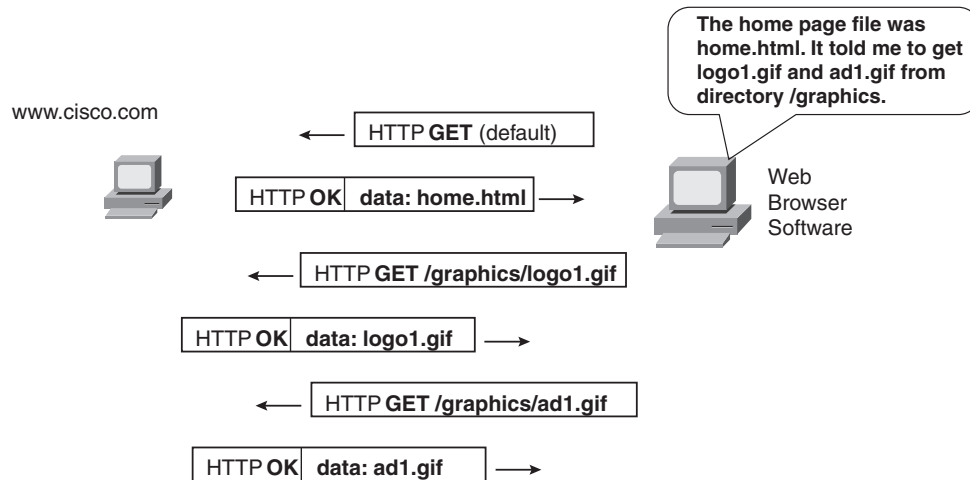 The home page file was
home.html. It told me to get
logo1.gif and ad1.gif from
directory /graphics.
www.cisco.com
HTTP GET (default)
HTTP OK data: home.html
Web
Browser
Software
HTTP GET /graphics/logo1.gif
HTTP OK data: logo1.gif
HTTP GET /graphics/ad1.gif
HTTP OK data: ad1.gif